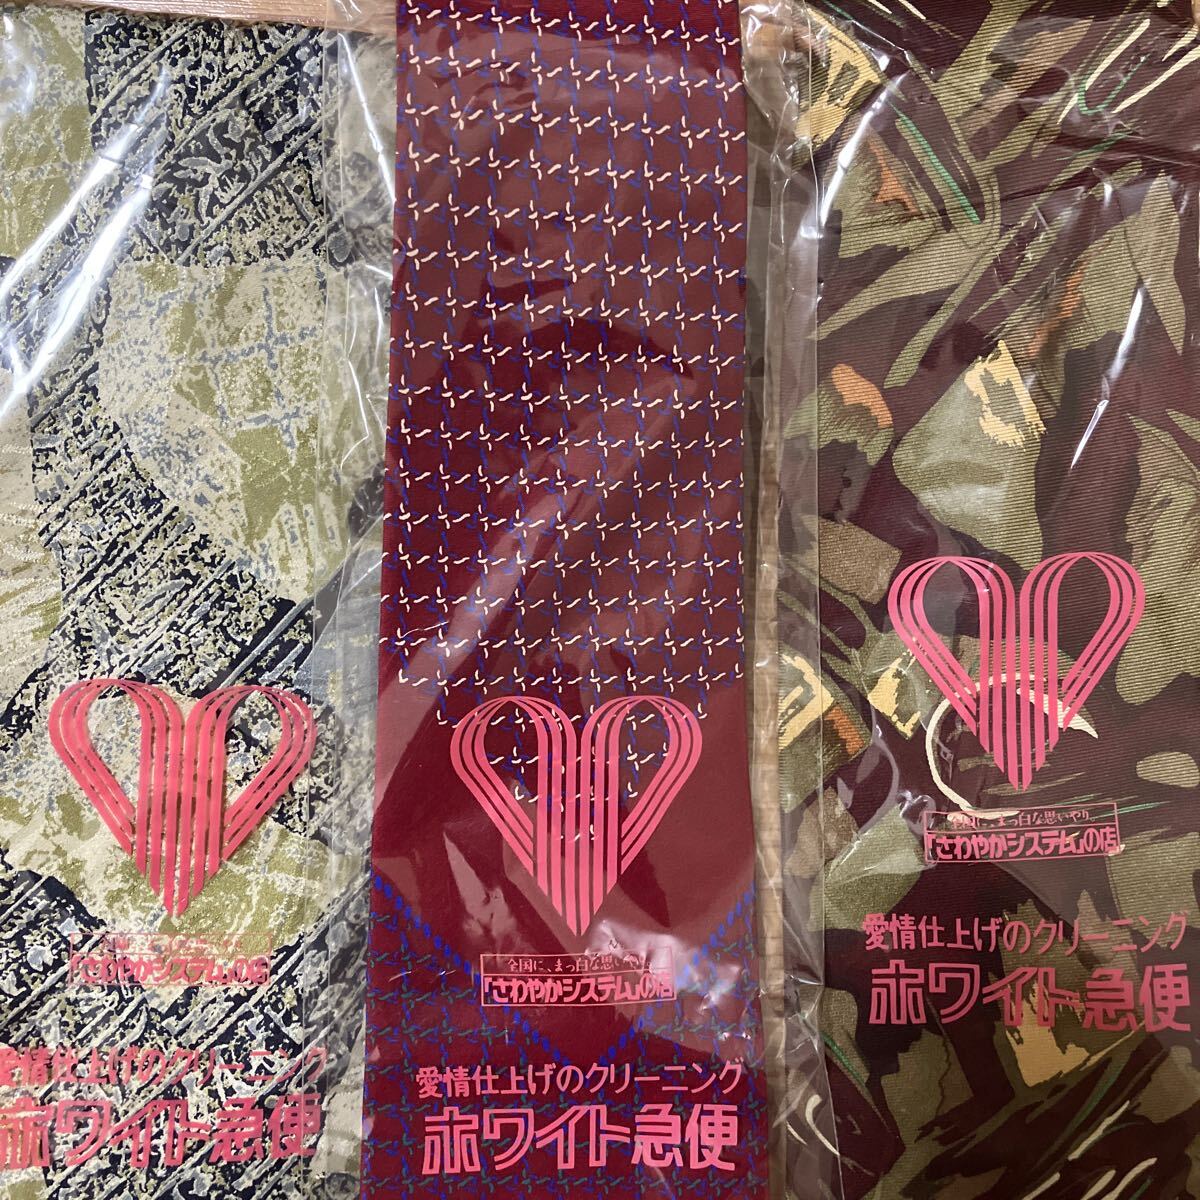 「さわやかシステム」の店
愛情仕上げのクリーニング
ホワイト急便
全国に、まっ白な思いやり。
「さわやかシステム」の店
愛情仕上げのクリーニング
ホワイト急便
全国に、まっ白な思いやり。
「さわやかシステム」の店
愛情仕上げのクリーニング
ホワイト急便